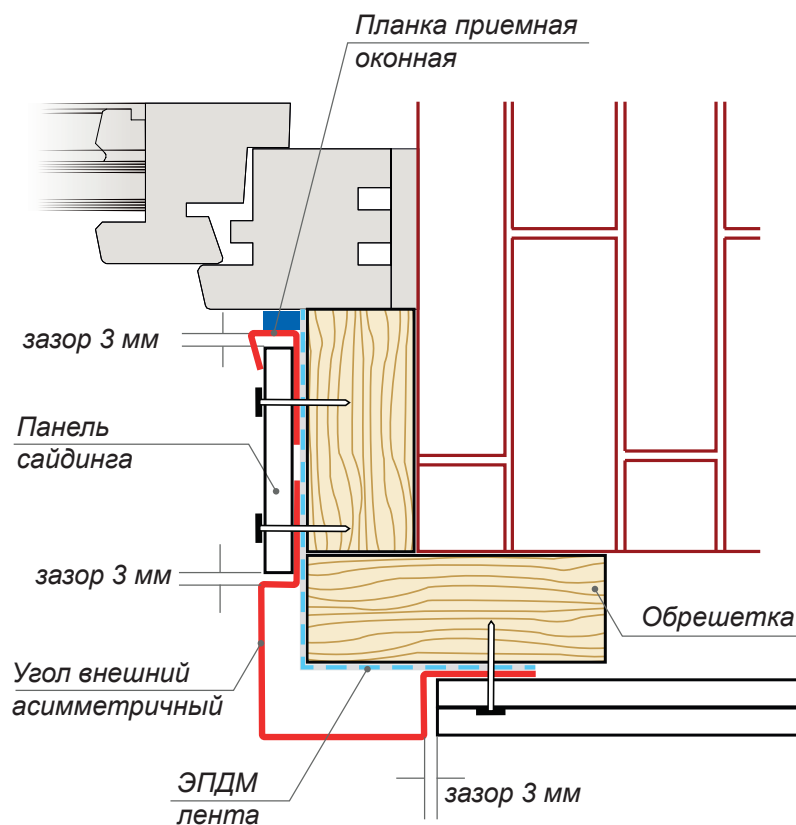 Планка приемная
оконная
зазор 3 мм
Панель
сайдинга
зазор 3 мм
Обрешетка
Угол внешний
асимметричный
ЭПДМ
лента
зазор 3 мм